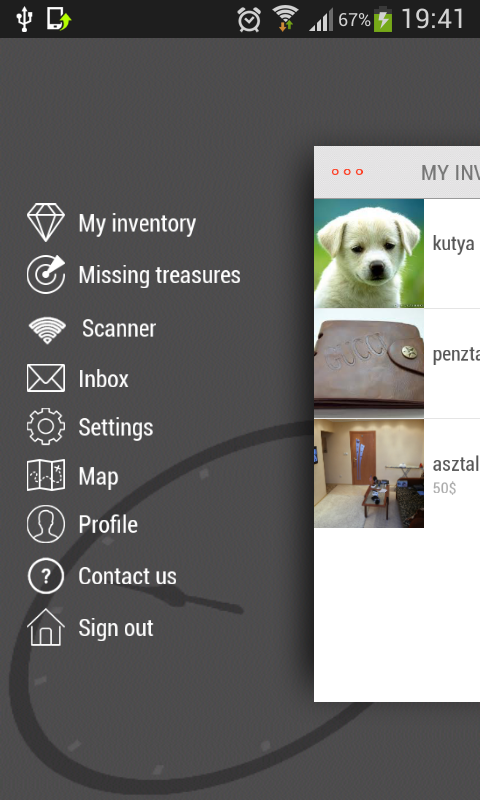 67% 19:41
My inventory
Missing treasures
Scanner
Inbox
Settings
Map
Profile
? Contact us
Sign out
MY INV
kutya
GUCCI
penzta
asztal
50$